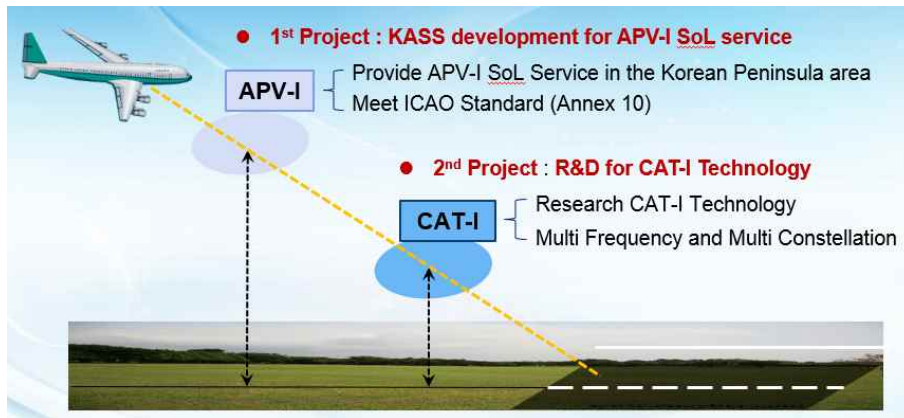 1st Project : KASS development for APV-I SoL service
APV-I
Provide APV-I SoL Service in the Korean Peninsula area
Meet ICAO Standard (Annex 10)
2nd Project : R&D for CAT-I Technology
CAT-I
Research CAT-I Technology
Multi Frequency and Multi Constellation